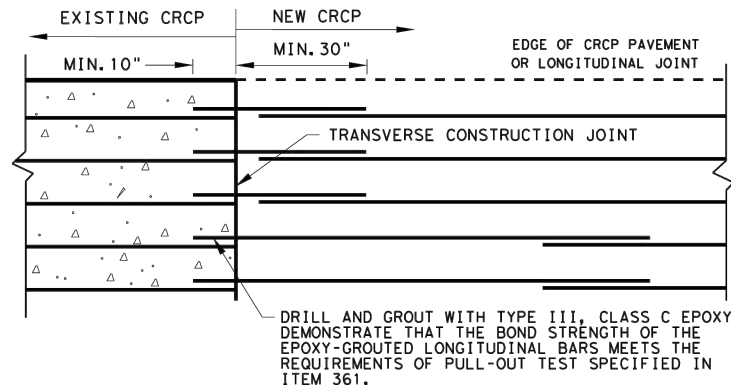 EXISTING CRCP
NEW CRCP
MIN. 10"
MIN. 30"
EDGE OF CRCP PAVEMENT
OR LONGITUDINAL JOINT
TRANSVERSE CONSTRUCTION JOINT
DRILL AND GROUT WITH TYPE III, CLASS C EPOXY
DEMONSTRATE THAT THE BOND STRENGTH OF THE
EPOXY-GROUTED LONGITUDINAL BARS MEETS THE
REQUIREMENTS OF PULL-OUT TEST SPECIFIED IN
ITEM 361.